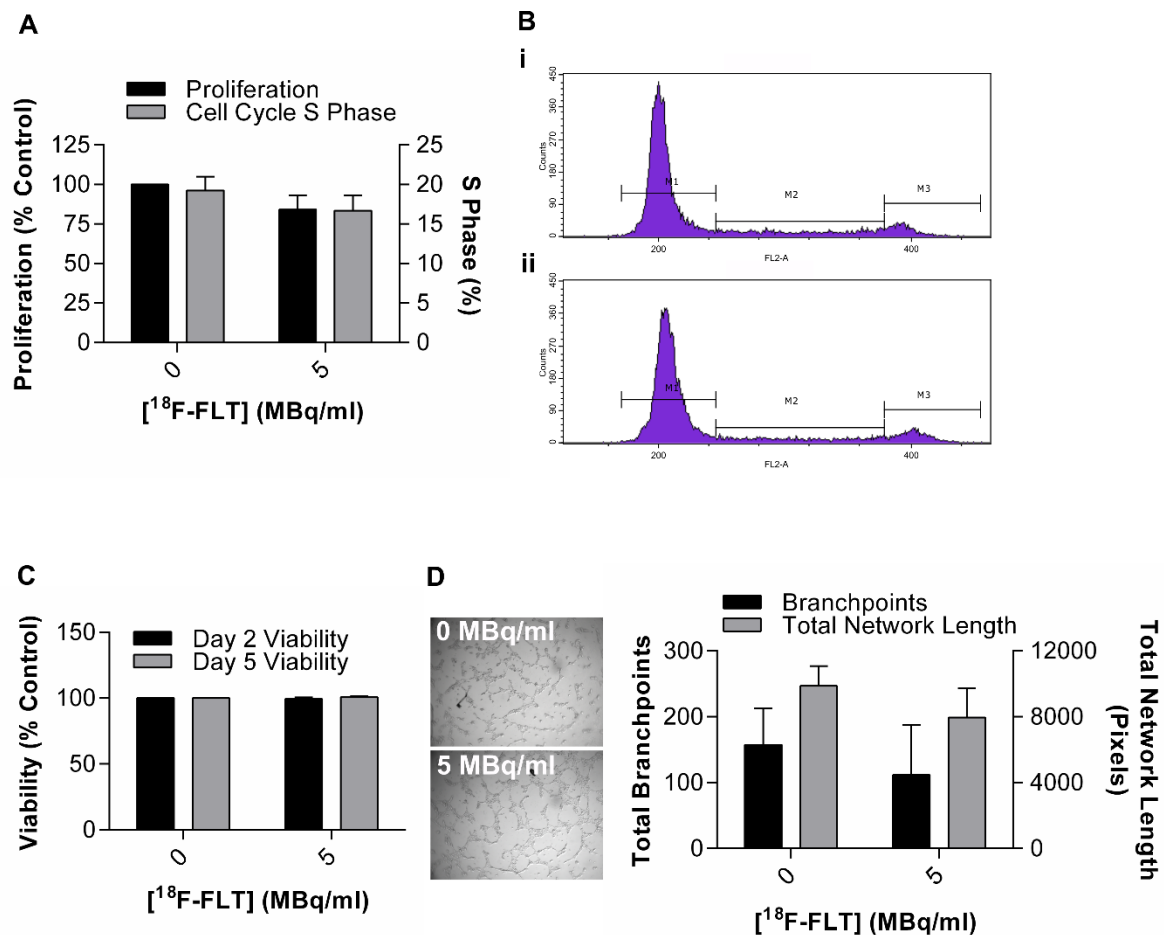 A
Proliferation
Cell Cycle S Phase
Proliferation (% Control)
125
100
75
50
25
0
S Phase (%)
25
20
15
10
5
0
0
5
[¹⁸F-FLT] (MBq/ml)
B
i
Counts
450
360
270
180
90
0
M1
M2
M3
200
400
FL2-A
ii
Counts
450
360
270
180
90
0
M1
M2
M3
200
400
FL2-A
C
Day 2 Viability
Day 5 Viability
Viability (% Control)
150
100
50
0
0
5
[¹⁸F-FLT] (MBq/ml)
D
0 MBq/ml
5 MBq/ml
Branchpoints
Total Network Length
Total Branchpoints
300
200
100
0
12000
8000
4000
0
Total Network Length
(Pixels)
0
5
[¹⁸F-FLT] (MBq/ml)